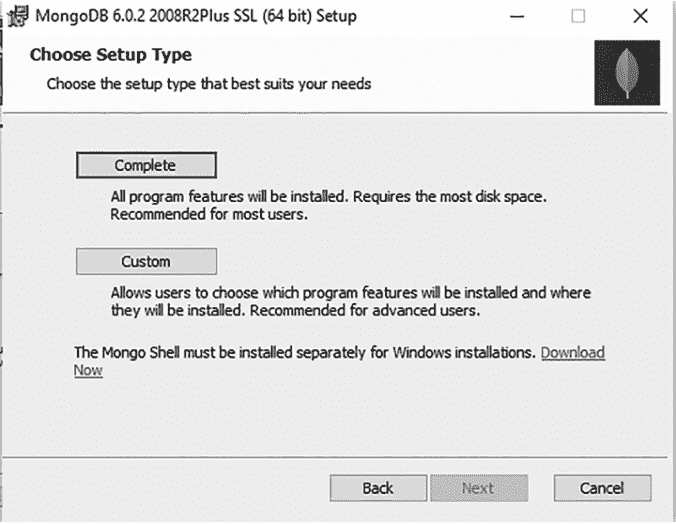 MongoDB 6.0.2 2008R2Plus SSL (64 bit) Setup
Choose Setup Type
Choose the setup type that best suits your needs
Complete
All program features will be installed. Requires the most disk space.
Recommended for most users.
Custom
Allows users to choose which program features will be installed and where
they will be installed. Recommended for advanced users.
The Mongo Shell must be installed separately for Windows installations. Download
Now
Back Next Cancel